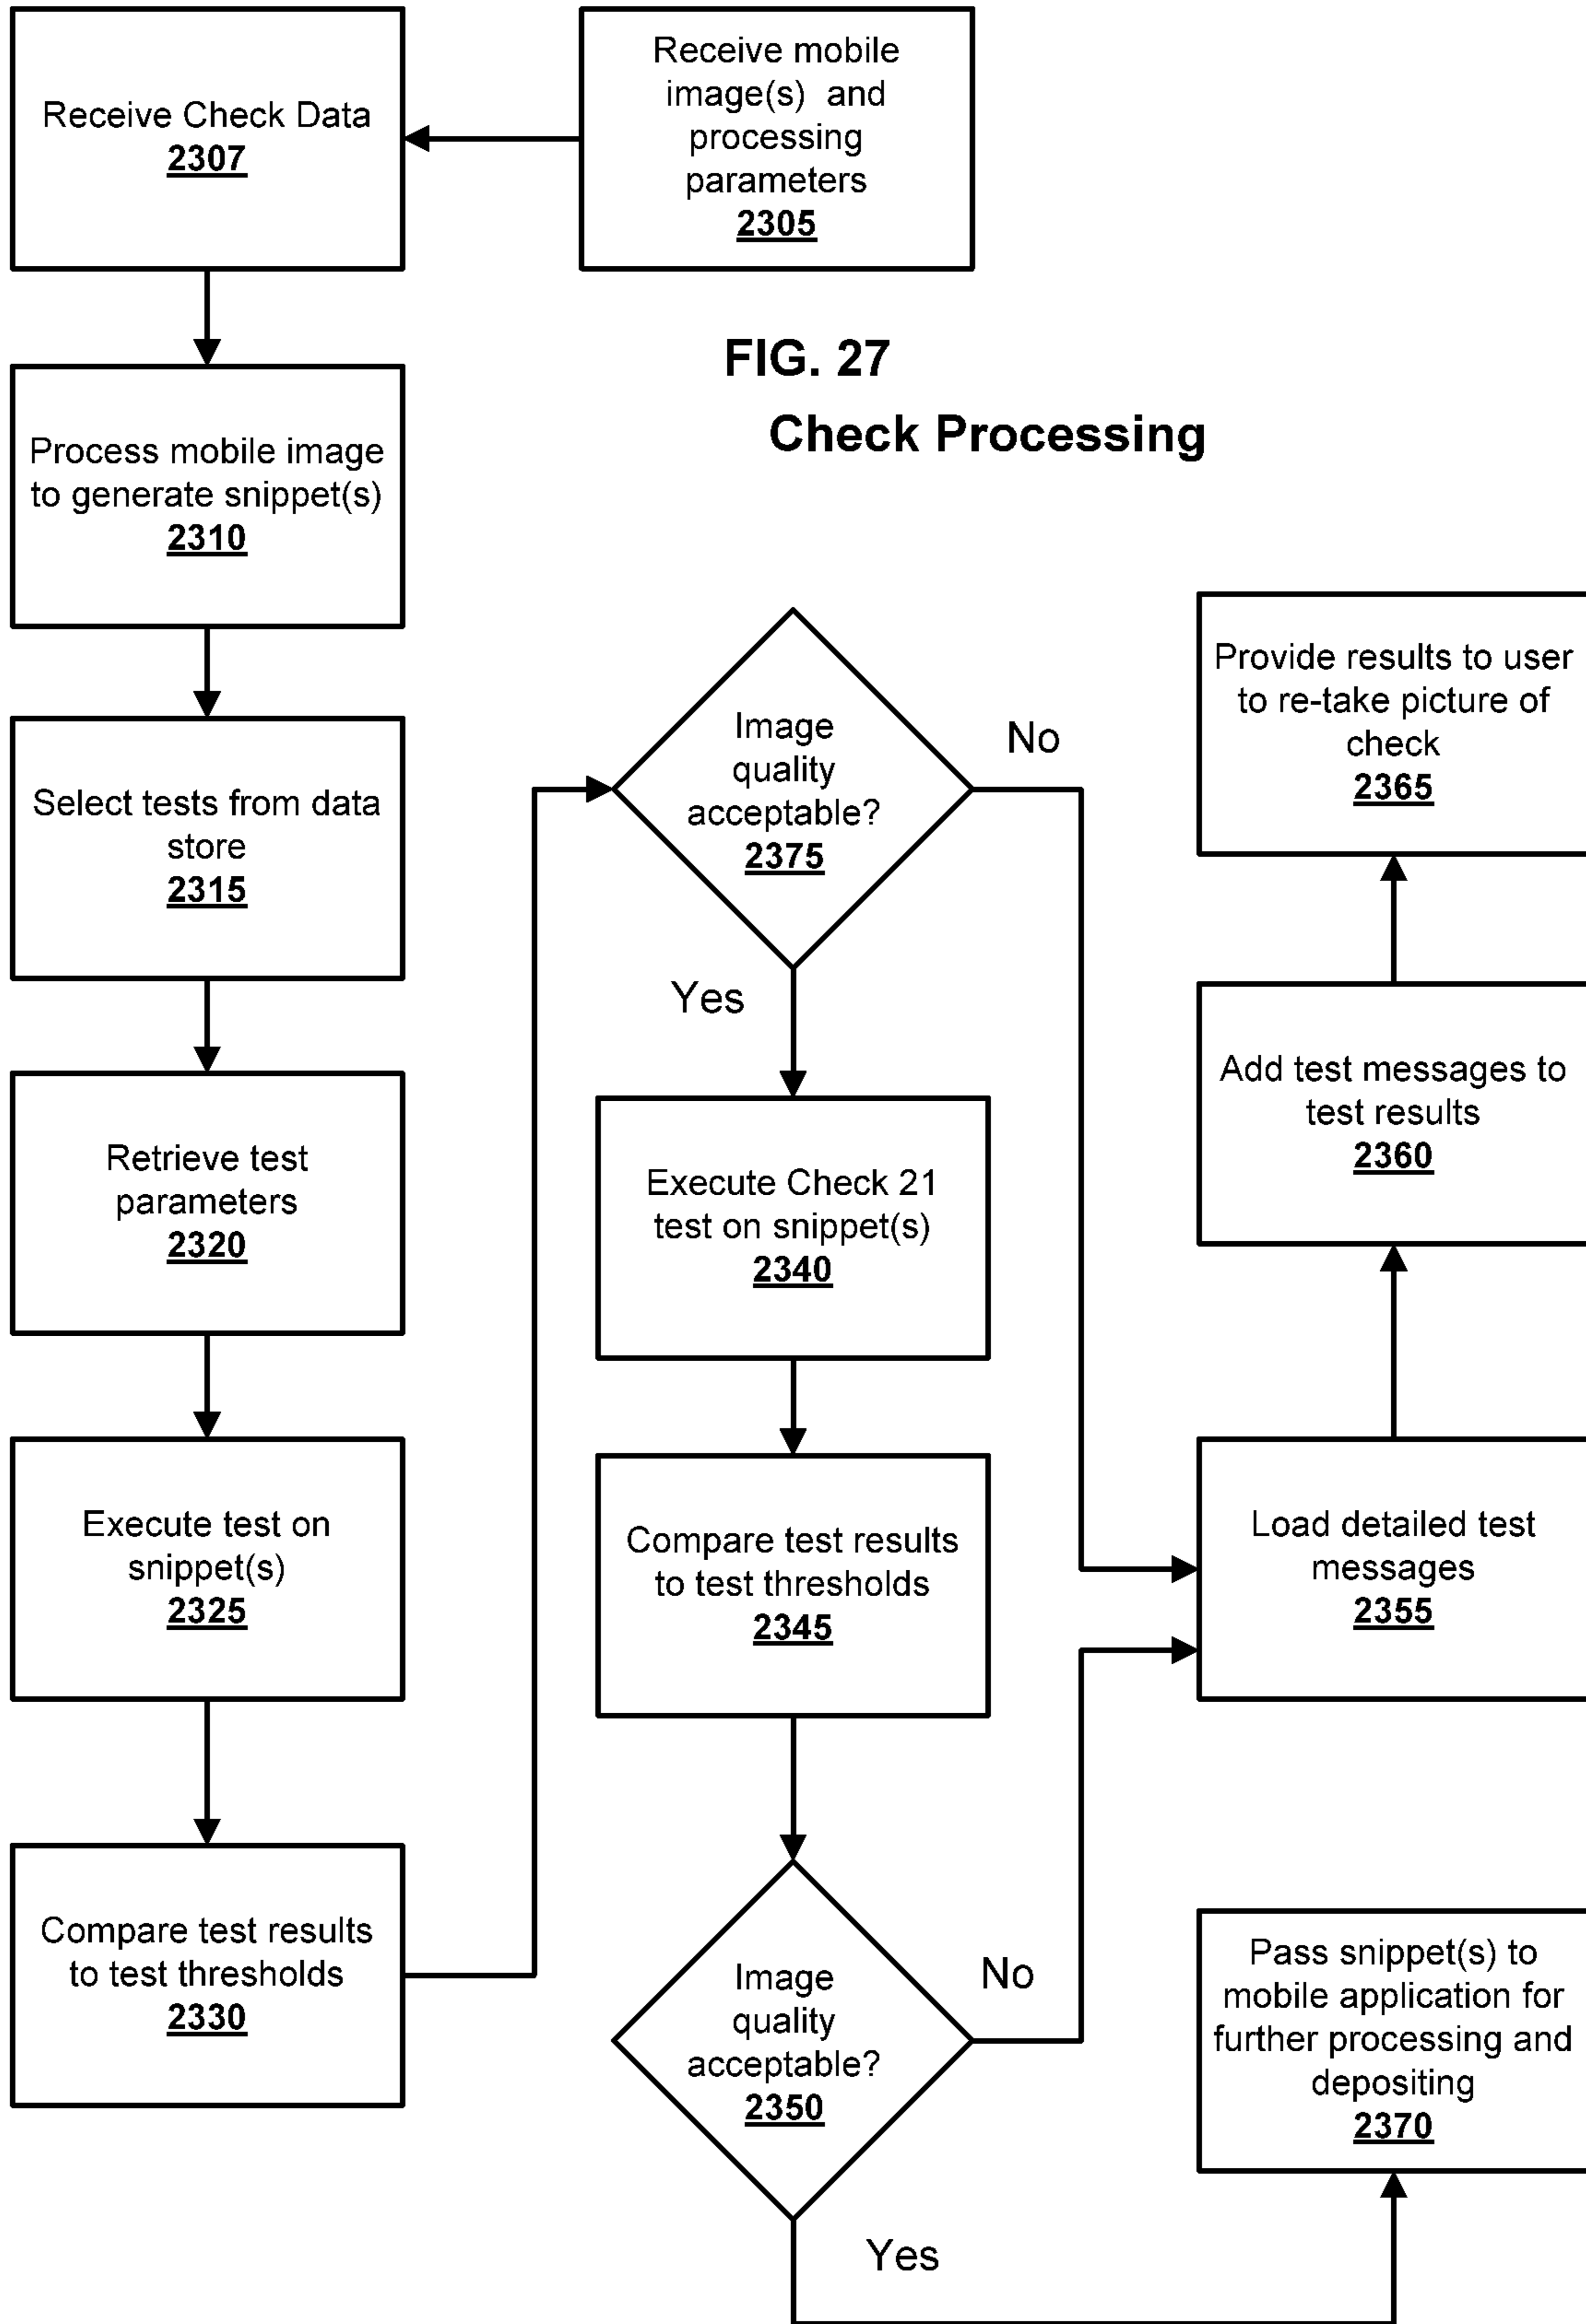 Receive Check Data
2307
Receive mobile
image(s) and
processing
parameters
2305
FIG. 27
Check Processing
Process mobile image
to generate snippet(s)
2310
Select tests from data
store
2315
Retrieve test
parameters
2320
Execute test on
snippet(s)
2325
Compare test results
to test thresholds
2330
Image
quality
acceptable?
2375
No
Yes
Execute Check 21
test on snippet(s)
2340
Compare test results
to test thresholds
2345
Image
quality
acceptable?
2350
No
Yes
Provide results to user
to re-take picture of
check
2365
Add test messages to
test results
2360
Load detailed test
messages
2355
Pass snippet(s) to
mobile application for
further processing and
depositing
2370